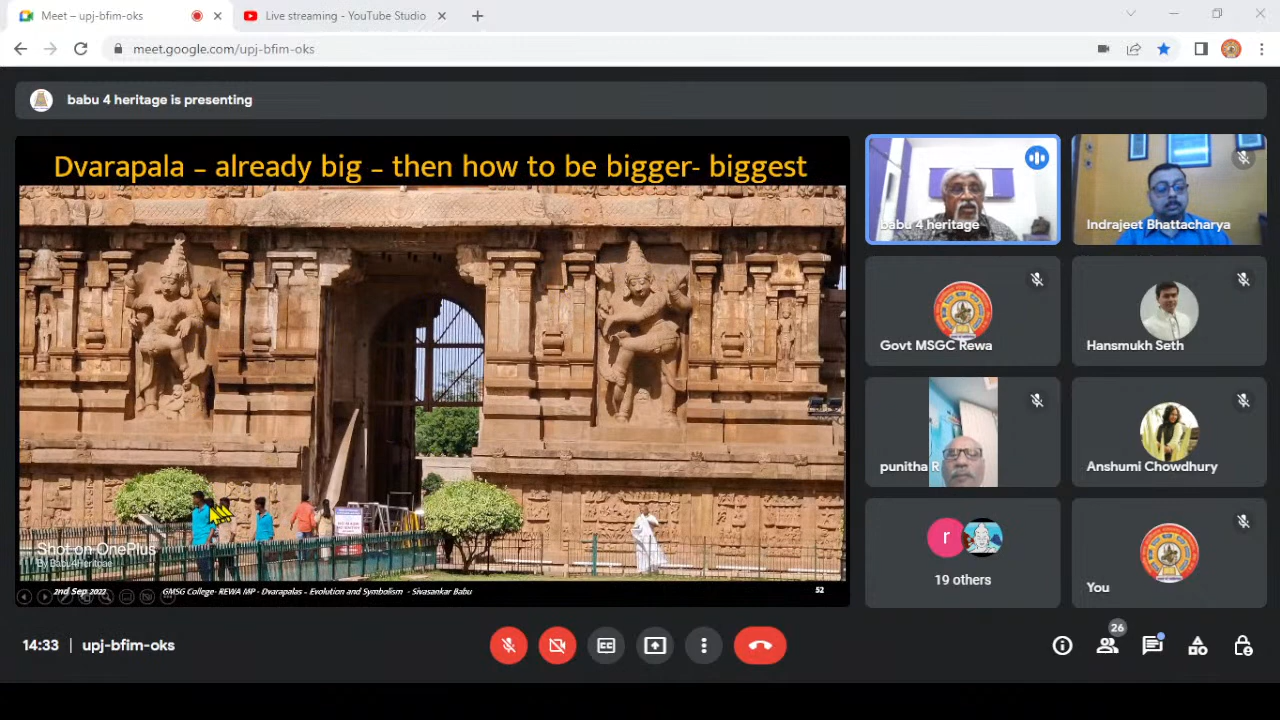 Meet – upj-bfim-oks
Live streaming - YouTube Studio
meet.google.com/upj-bfim-oks
babu 4 heritage is presenting
Dvarapala – already big – then how to be bigger- biggest
Shot on OnePlus
By Babu4Heritage
2nd Sep 2022
GMSG College- REWA MP - Dvarapalas – Evolution and Symbolism - Sivasankar Babu
52
babu 4 heritage
Indrajeet Bhattacharya
Govt MSGC Rewa
Hansmukh Seth
punitha R
Anshumi Chowdhury
r
19 others
You
14:33 | upj-bfim-oks
CC
26